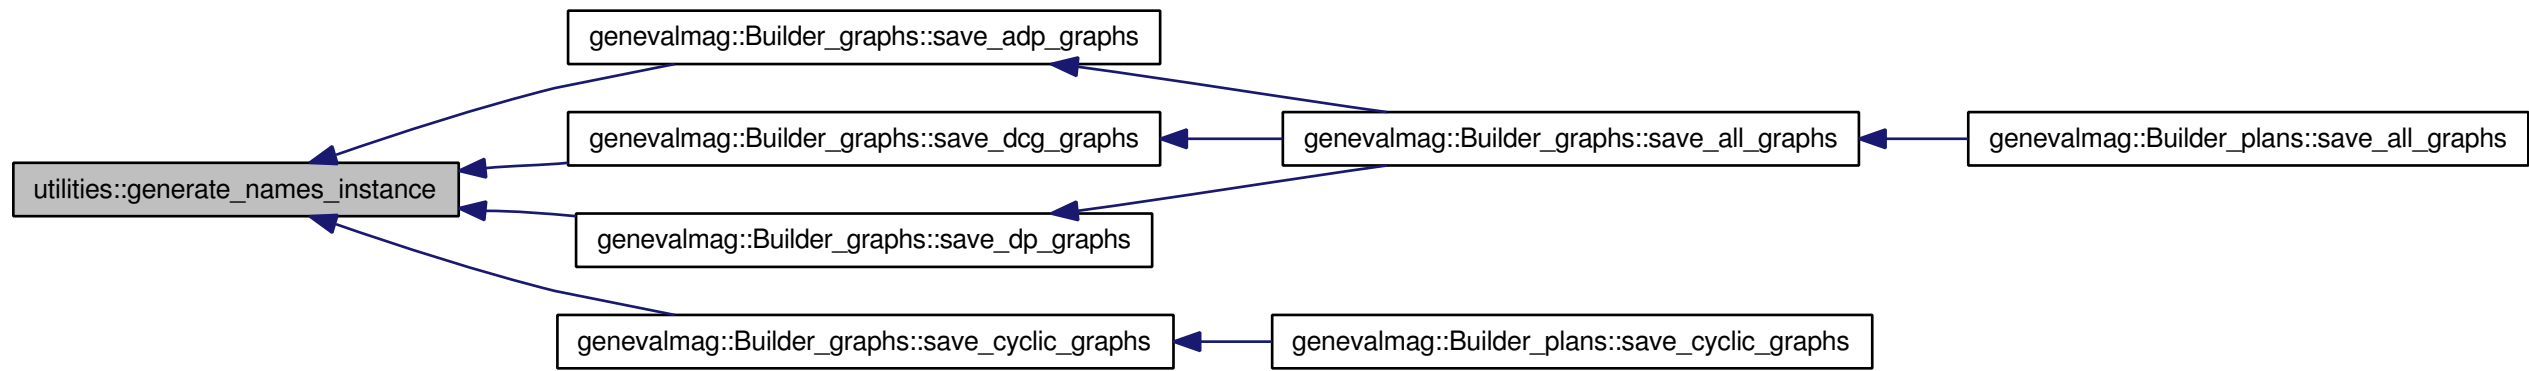 genevalmag::Builder_graphs::save_adp_graphs
genevalmag::Builder_graphs::save_dcg_graphs
genevalmag::Builder_graphs::save_all_graphs
genevalmag::Builder_plans::save_all_graphs
utilities::generate_names_instance
genevalmag::Builder_graphs::save_dp_graphs
genevalmag::Builder_graphs::save_cyclic_graphs
genevalmag::Builder_plans::save_cyclic_graphs